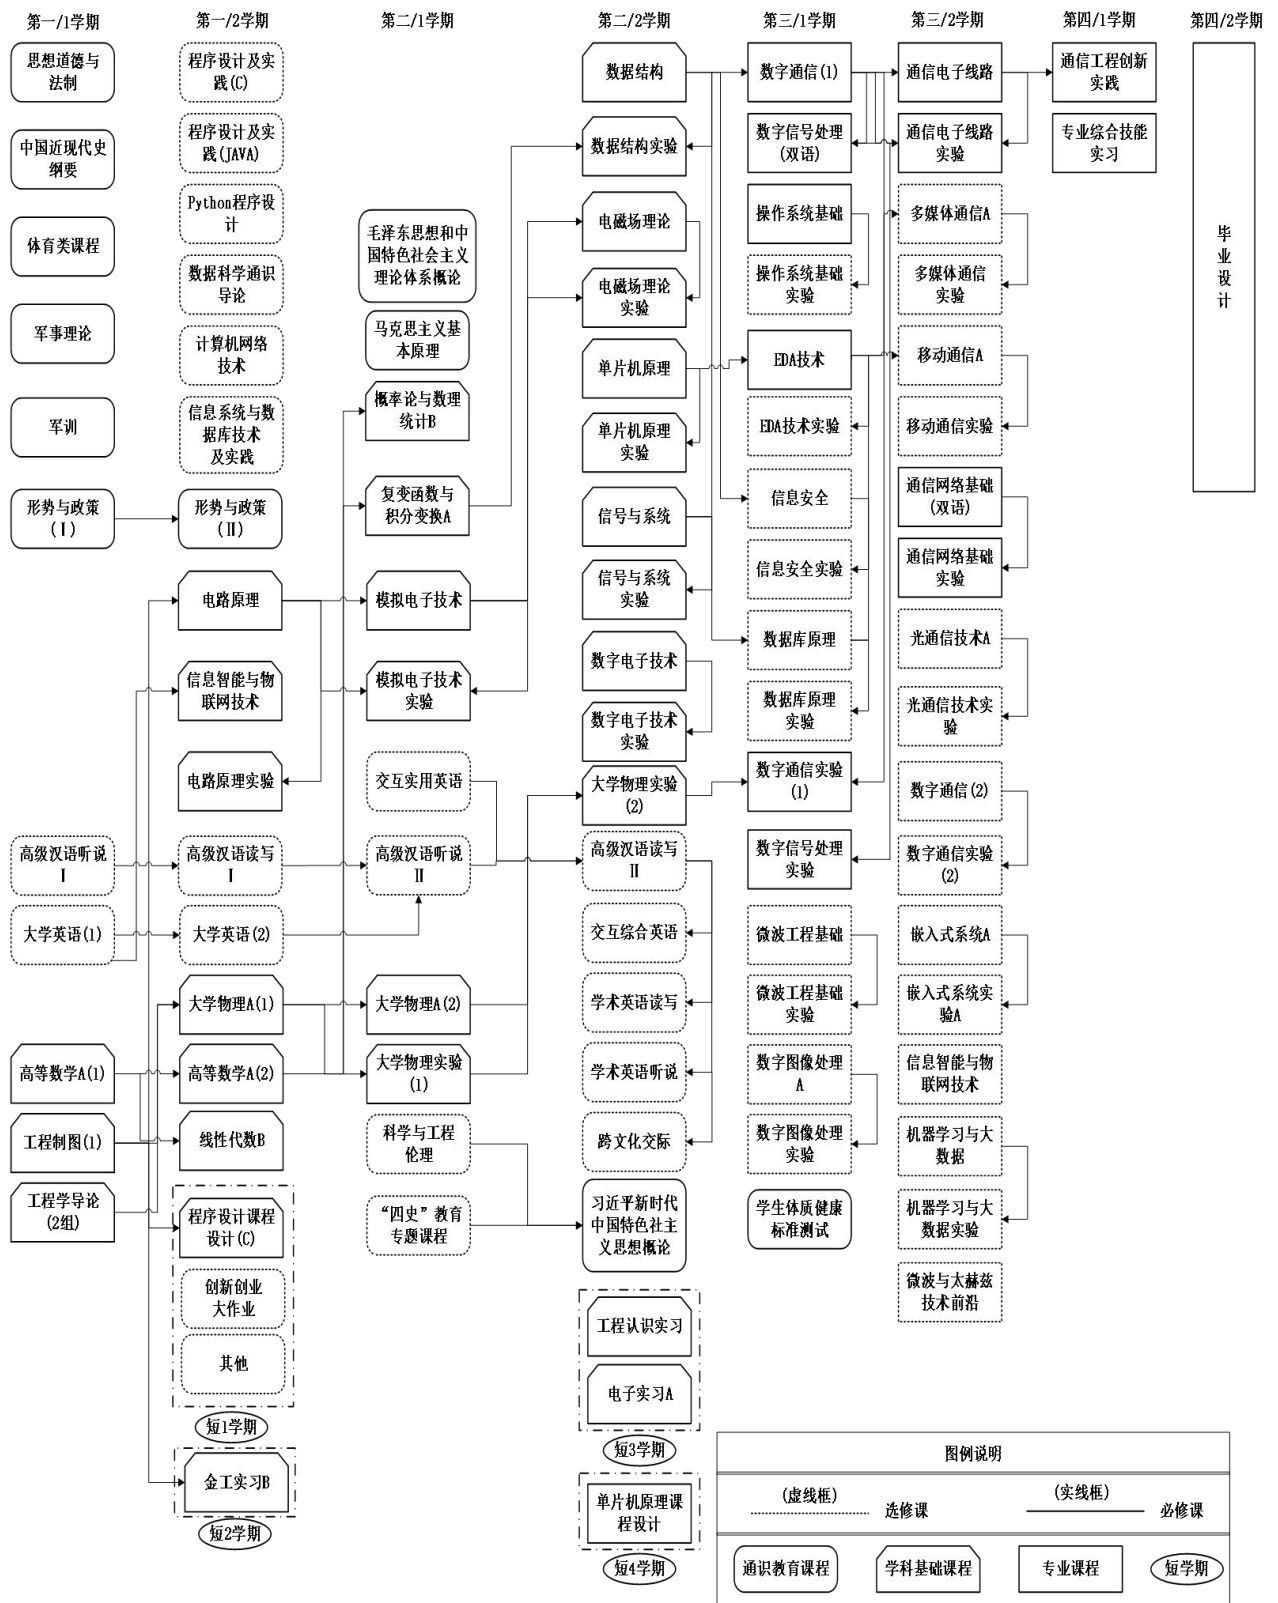 第一/1学期
第一/2学期
第二/1学期
第二/2学期
第三/1学期
第三/2学期
第四/1学期
第四/2学期
思想道德与
法制
中国近现代史
纲要
体育类课程
军事理论
军训
形势与政策
(Ⅰ)
高级汉语听说
Ⅰ
大学英语(1)
高等数学A(1)
工程制图(1)
工程学导论
(2组)
程序设计及实
践(C)
程序设计及实
践(JAVA)
Python程序设
计
数据科学通识
导论
计算机网络
技术
信息系统与数
据库技术
及实践
形势与政策
(Ⅱ)
电路原理
信息智能与物
联网技术
电路原理实验
高级汉语读写
Ⅰ
大学英语(2)
大学物理A(1)
高等数学A(2)
线性代数B
程序设计课程
设计(C)
创新创业
大作业
其他
短1学期
金工实习B
短2学期
毛泽东思想和中
国特色社会主义
理论体系概论
马克思主义基
本原理
概率论与数理
统计B
复变函数与
积分变换A
模拟电子技术
模拟电子技术
实验
交互实用英语
高级汉语听说
Ⅱ
大学物理A(2)
大学物理实验
(1)
科学与工程
伦理
“四史”教育
专题课程
数据结构
数据结构实验
电磁场理论
电磁场理论
实验
单片机原理
单片机原理
实验
信号与系统
信号与系统
实验
数字电子技术
数字电子技术
实验
大学物理实验
(2)
高级汉语读写
Ⅱ
交互综合英语
学术英语读写
学术英语听说
跨文化交际
习近平新时代
中国特色社主
义思想概论
工程认识实习
电子实习A
短3学期
单片机原理课
程设计
短4学期
数字通信(1)
数字信号处理
(双语)
操作系统基础
操作系统基础
实验
EDA技术
EDA技术实验
信息安全
信息安全实验
数据库原理
数据库原理
实验
数字通信实验
(1)
数字信号处理
实验
微波工程基础
微波工程基础
实验
数字图像处理
A
数字图像处理
实验
学生体质健康
标准测试
通信电子线路
通信电子线路
实验
多媒体通信A
多媒体通信
实验
移动通信A
移动通信实验
通信网络基础
(双语)
通信网络基础
实验
光通信技术A
光通信技术实
验
数字通信(2)
数字通信实验
(2)
嵌入式系统A
嵌入式系统实
验A
信息智能与物
联网技术
机器学习与大
数据
机器学习与大
数据实验
微波与太赫兹
技术前沿
通信工程创新
实践
专业综合技能
实习
毕
业
设
计
图例说明
(虚线框)
选修课
(实线框)
必修课
通识教育课程
学科基础课程
专业课程
短学期